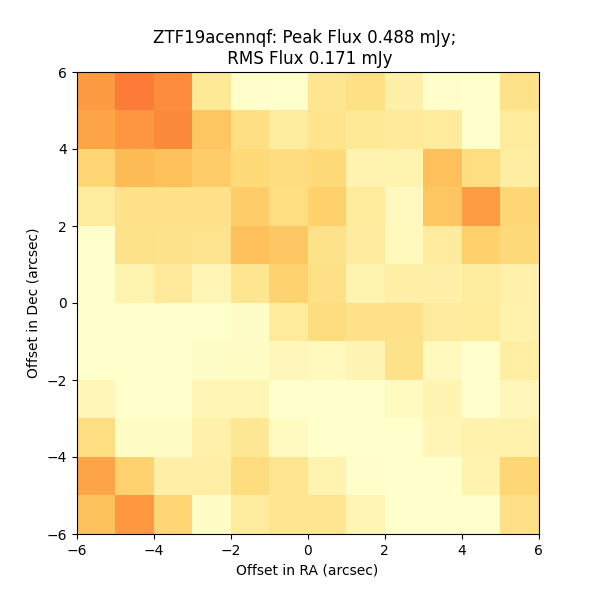 ZTF19acennqf: Peak Flux 0.488 mJy;
RMS Flux 0.171 mJy
6
4
2
0
−2
−4
−6
Offset in Dec (arcsec)
−6 −4 −2 0 2 4 6
Offset in RA (arcsec)